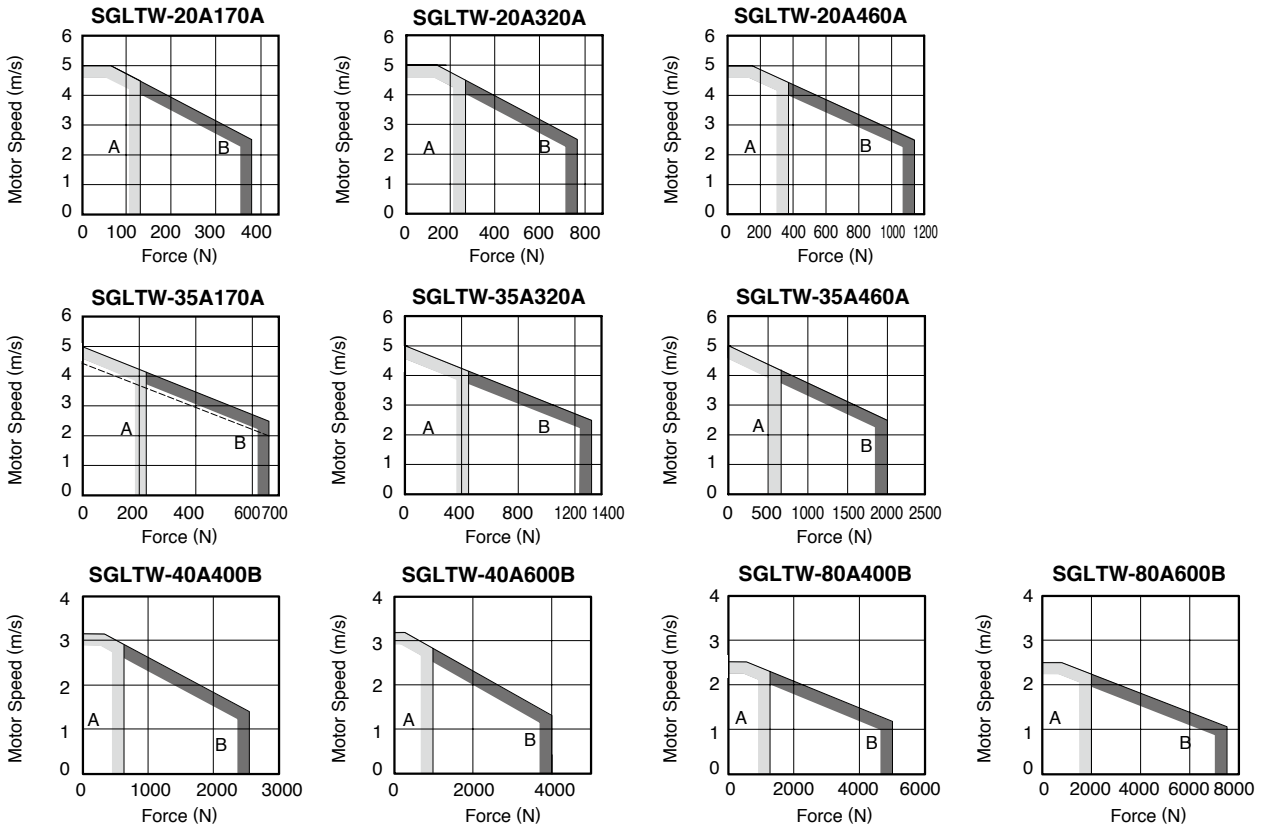 SGLTW-20A170A
Motor Speed (m/s)
6
5
4
3
2
1
0
A
B
0 100 200 300 400
Force (N)
SGLTW-20A320A
Motor Speed (m/s)
6
5
4
3
2
1
0
A
B
0 200 400 600 800
Force (N)
SGLTW-20A460A
Motor Speed (m/s)
6
5
4
3
2
1
0
A
B
0 200 400 600 800 1000 1200
Force (N)
SGLTW-35A170A
Motor Speed (m/s)
6
5
4
3
2
1
0
A
B
0 200 400 600700
Force (N)
SGLTW-35A320A
Motor Speed (m/s)
6
5
4
3
2
1
0
A
B
0 400 800 1200 1400
Force (N)
SGLTW-35A460A
Motor Speed (m/s)
6
5
4
3
2
1
0
A
B
0 500 1000 1500 2000 2500
Force (N)
SGLTW-40A400B
Motor Speed (m/s)
4
3
2
1
0
A
B
0 1000 2000 3000
Force (N)
SGLTW-40A600B
Motor Speed (m/s)
4
3
2
1
0
A
B
0 2000 4000
Force (N)
SGLTW-80A400B
Motor Speed (m/s)
4
3
2
1
0
A
B
0 2000 4000 6000
Force (N)
SGLTW-80A600B
Motor Speed (m/s)
4
3
2
1
0
A
B
0 2000 4000 6000 8000
Force (N)